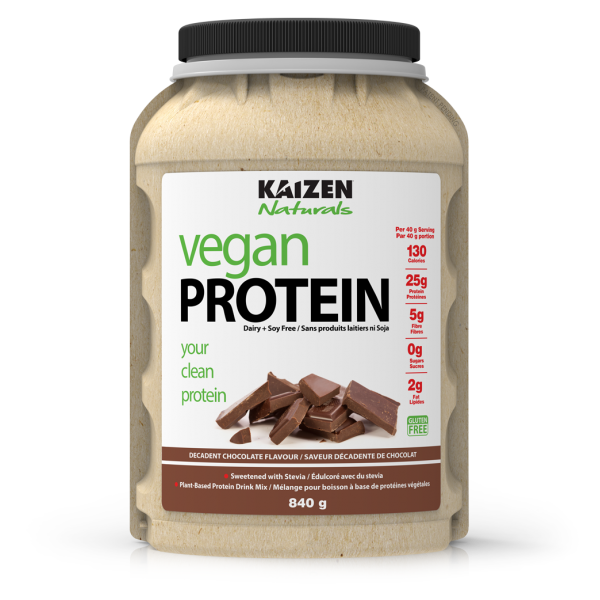 KAIZEN
Naturals
vegan
PROTEIN
Dairy + Soy Free / Sans produits laitiers ni Soja
your
clean
protein
Per 40 g Serving
Par 40 g portion
130
Calories
25g
Protein
Protéines
5g
Fibre
Fibres
0g
Sugars
Sucres
2g
Fat
Lipides
GLUTEN
FREE
DECADENT CHOCOLATE FLAVOUR / SAVEUR DÉCADENTE DE CHOCOLAT
Sweetened with Stevia / Édulcoré avec du stevia
Plant-Based Protein Drink Mix / Mélange pour boisson à base de protéines végétales
840 g